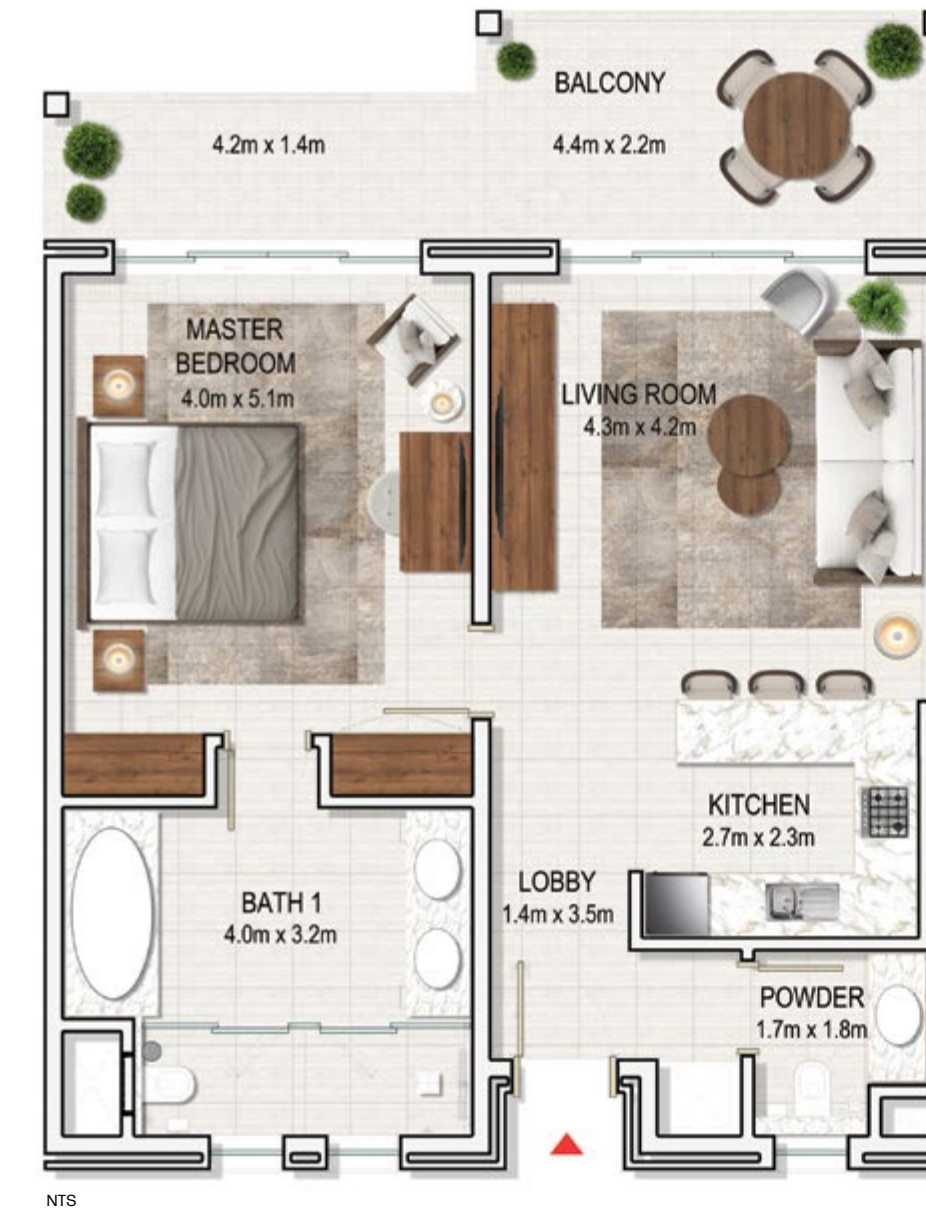 BALCONY
4.2m x 1.4m
4.4m x 2.2m
MASTER
BEDROOM
4.0m x 5.1m
LIVING ROOM
4.3m x 4.2m
KITCHEN
2.7m x 2.3m
LOBBY
1.4m x 3.5m
BATH 1
4.0m x 3.2m
POWDER
1.7m x 1.8m
NTS